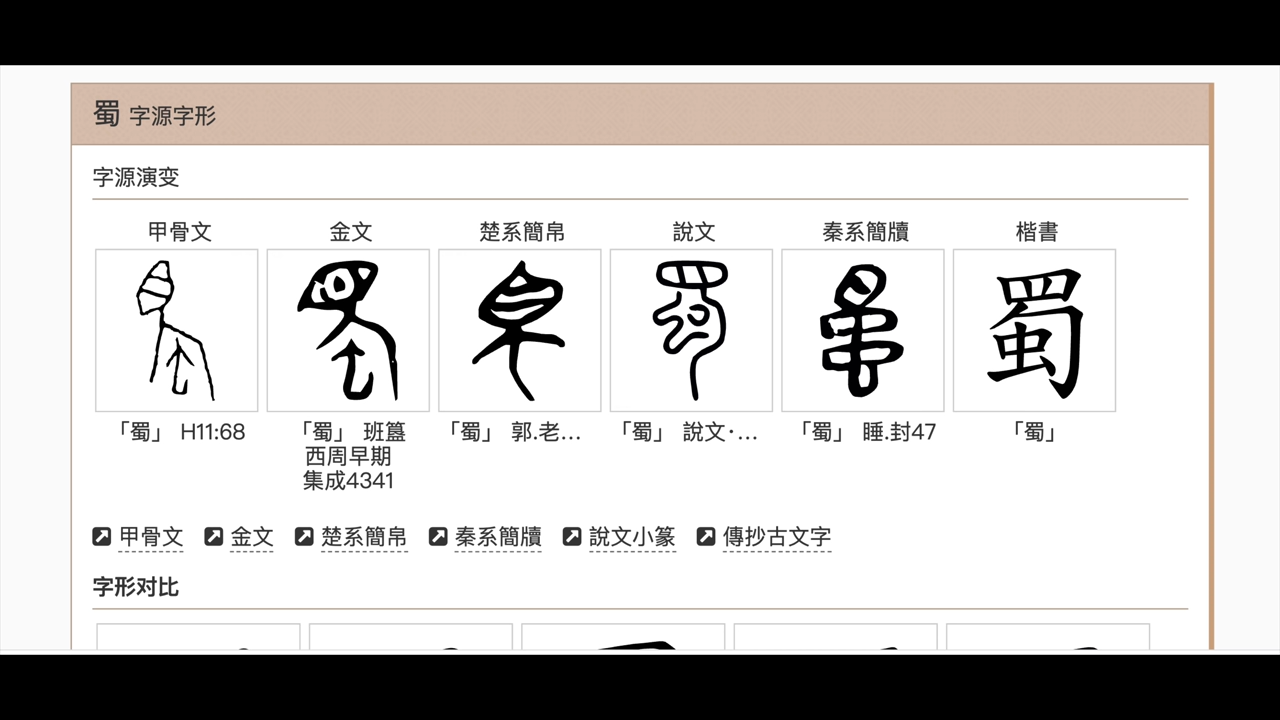 蜀 字源字形
字源演变
甲骨文 金文 楚系簡帛 說文 秦系簡牘 楷書
蜀
「蜀」 H11:68 「蜀」 班簋 「蜀」 郭.老... 「蜀」 說文·... 「蜀」 睡.封47 「蜀」
西周早期
集成4341
甲骨文 金文 楚系簡帛 秦系簡牘 說文小篆 傳抄古文字
字形对比